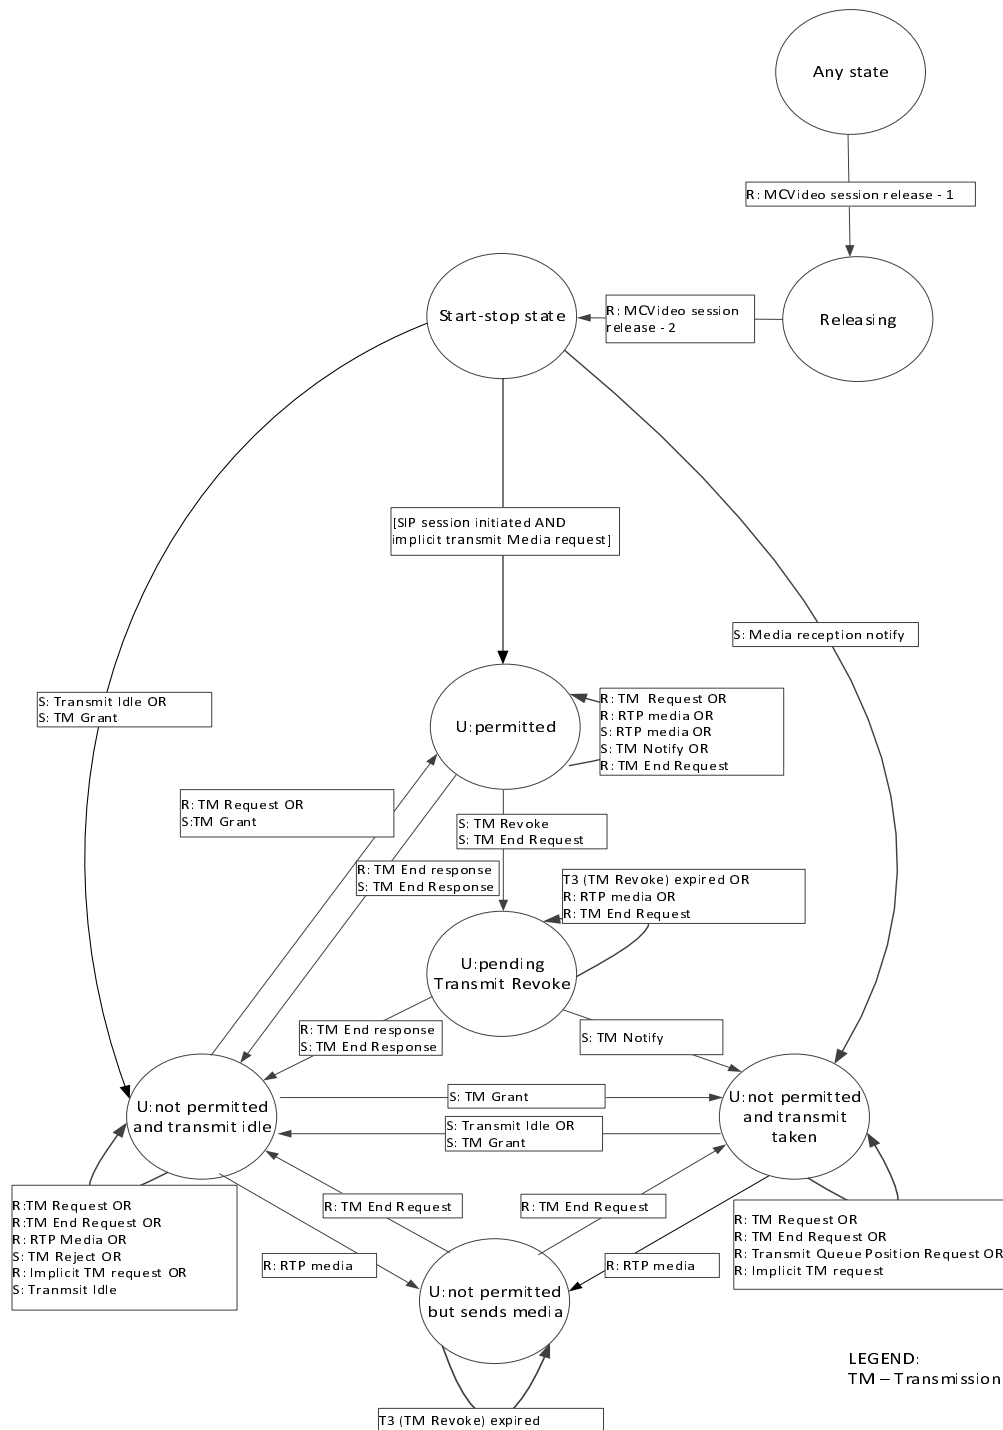 Any state
R: MCVideo session release - 1
Start-stop state
R: MCVideo session
release - 2
Releasing
[SIP session initiated AND
implicit transmit Media request]
S: Media reception notify
S: Transmit Idle OR
S: TM Grant
U:permitted
R: TM Request OR
R: RTP media OR
S: RTP media OR
S: TM Notify OR
R: TM End Request
R: TM Request OR
S:TM Grant
S: TM Revoke
S: TM End Request
R: TM End response
S: TM End Response
T3 (TM Revoke) expired OR
R: RTP media OR
R: TM End Request
U:pending
Transmit Revoke
R: TM End response
S: TM End Response
S: TM Notify
U:not permitted
and transmit idle
S: TM Grant
U:not permitted
and transmit
taken
S: Transmit Idle OR
S: TM Grant
R:TM Request OR
R:TM End Request OR
R: RTP Media OR
S: TM Reject OR
R: Implicit TM request OR
S: Tranmsit Idle
R: TM End Request
R: TM End Request
R: TM Request OR
R: TM End Request OR
R: Transmit Queue Position Request OR
R: Implicit TM request
R: RTP media
R: RTP media
U:not permitted
but sends media
LEGEND:
TM – Transmission
T3 (TM Revoke) expired